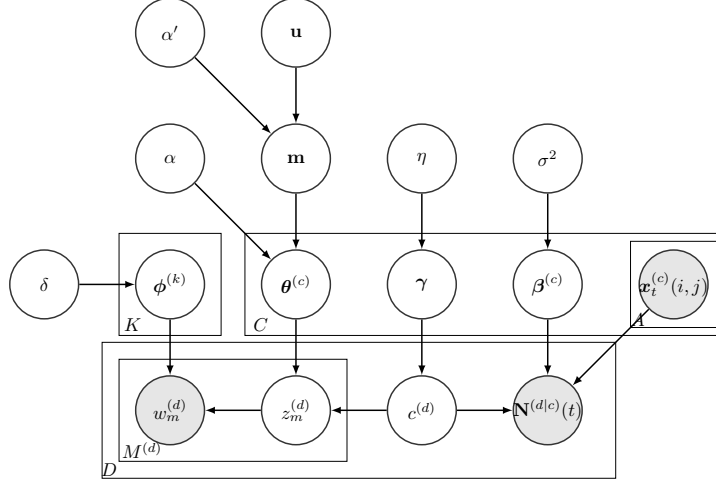 α′ u
α m η σ²
δ ϕ^(k) θ^(c) γ β^(c) x_t^(c)(i, j)
K C A
w_m^(d) z_m^(d) c^(d) N^(d|c)(t)
M^(d)
D